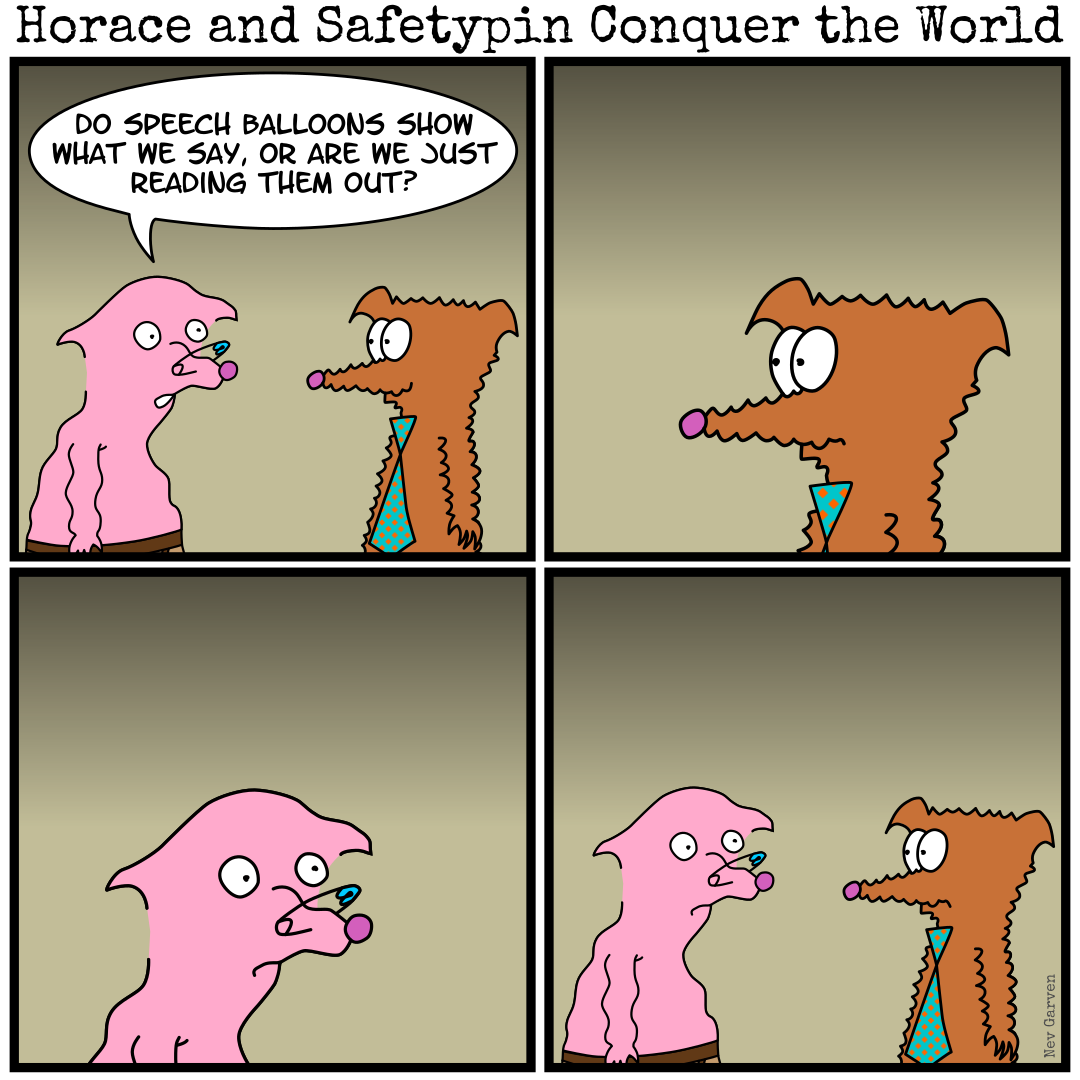 Horace and Safetypin Conquer the World
DO SPEECH BALLOONS SHOW
WHAT WE SAY, OR ARE WE JUST
READING THEM OUT?
Nev Garven